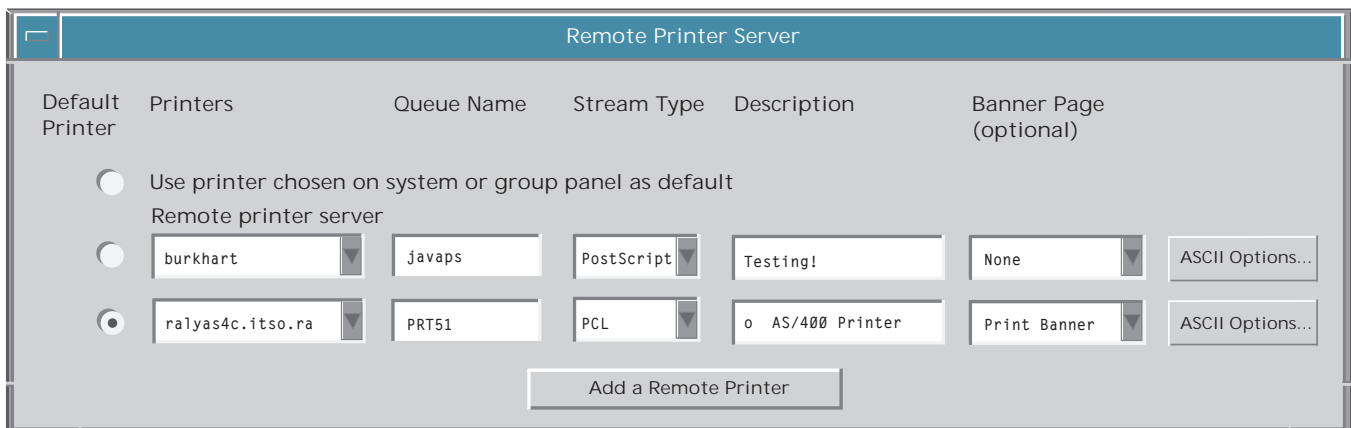 Remote Printer Server
Default Printer Printers Queue Name Stream Type Description Banner Page (optional)
Use printer chosen on system or group panel as default
Remote printer server
burkhart javaps PostScript Testing! None ASCII Options...
ralyas4c.itso.ra PRT51 PCL o AS/400 Printer Print Banner ASCII Options...
Add a Remote Printer